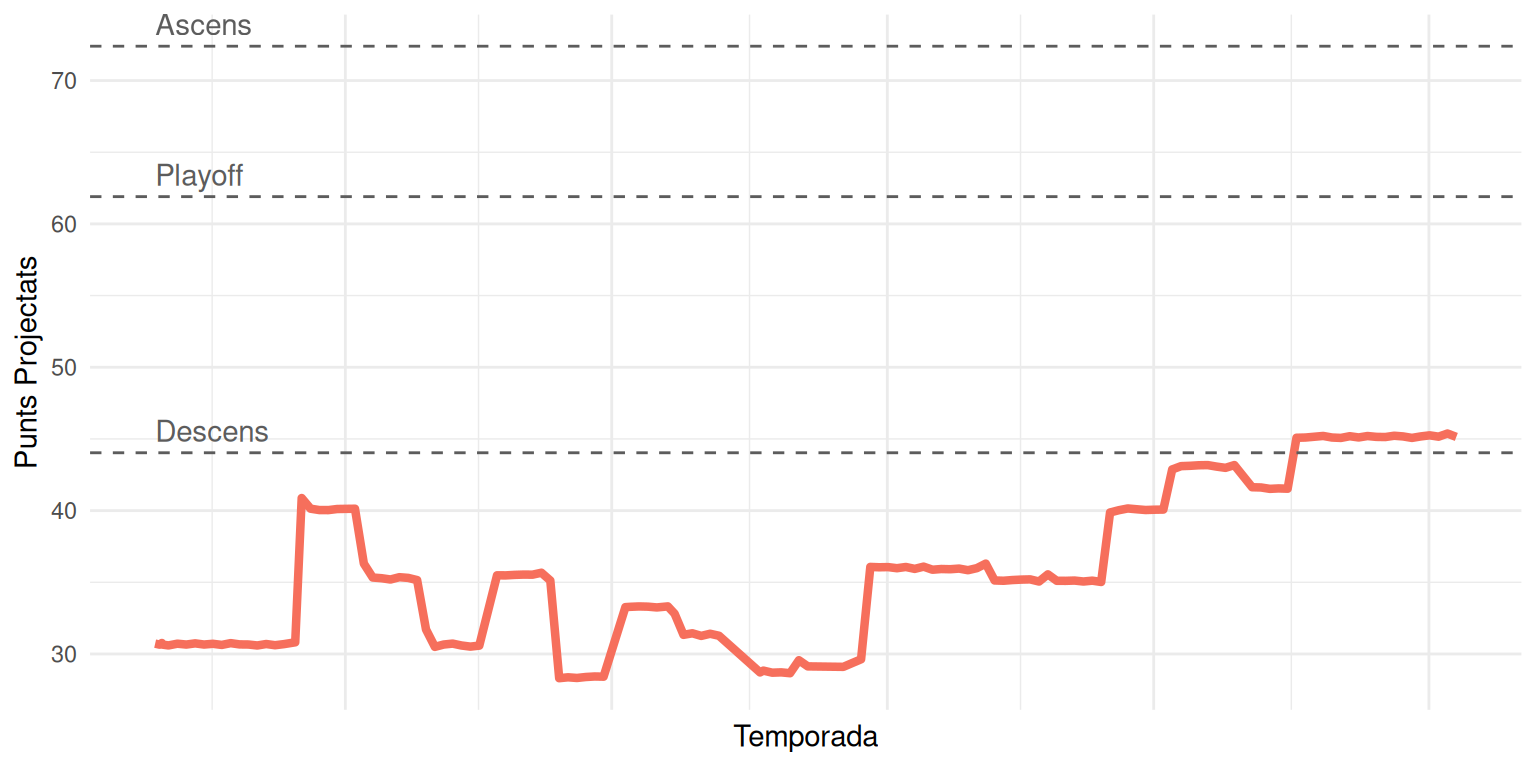 Ascens
70
Playoff
60
50
Descens
40
30
Punts Projectats
Temporada